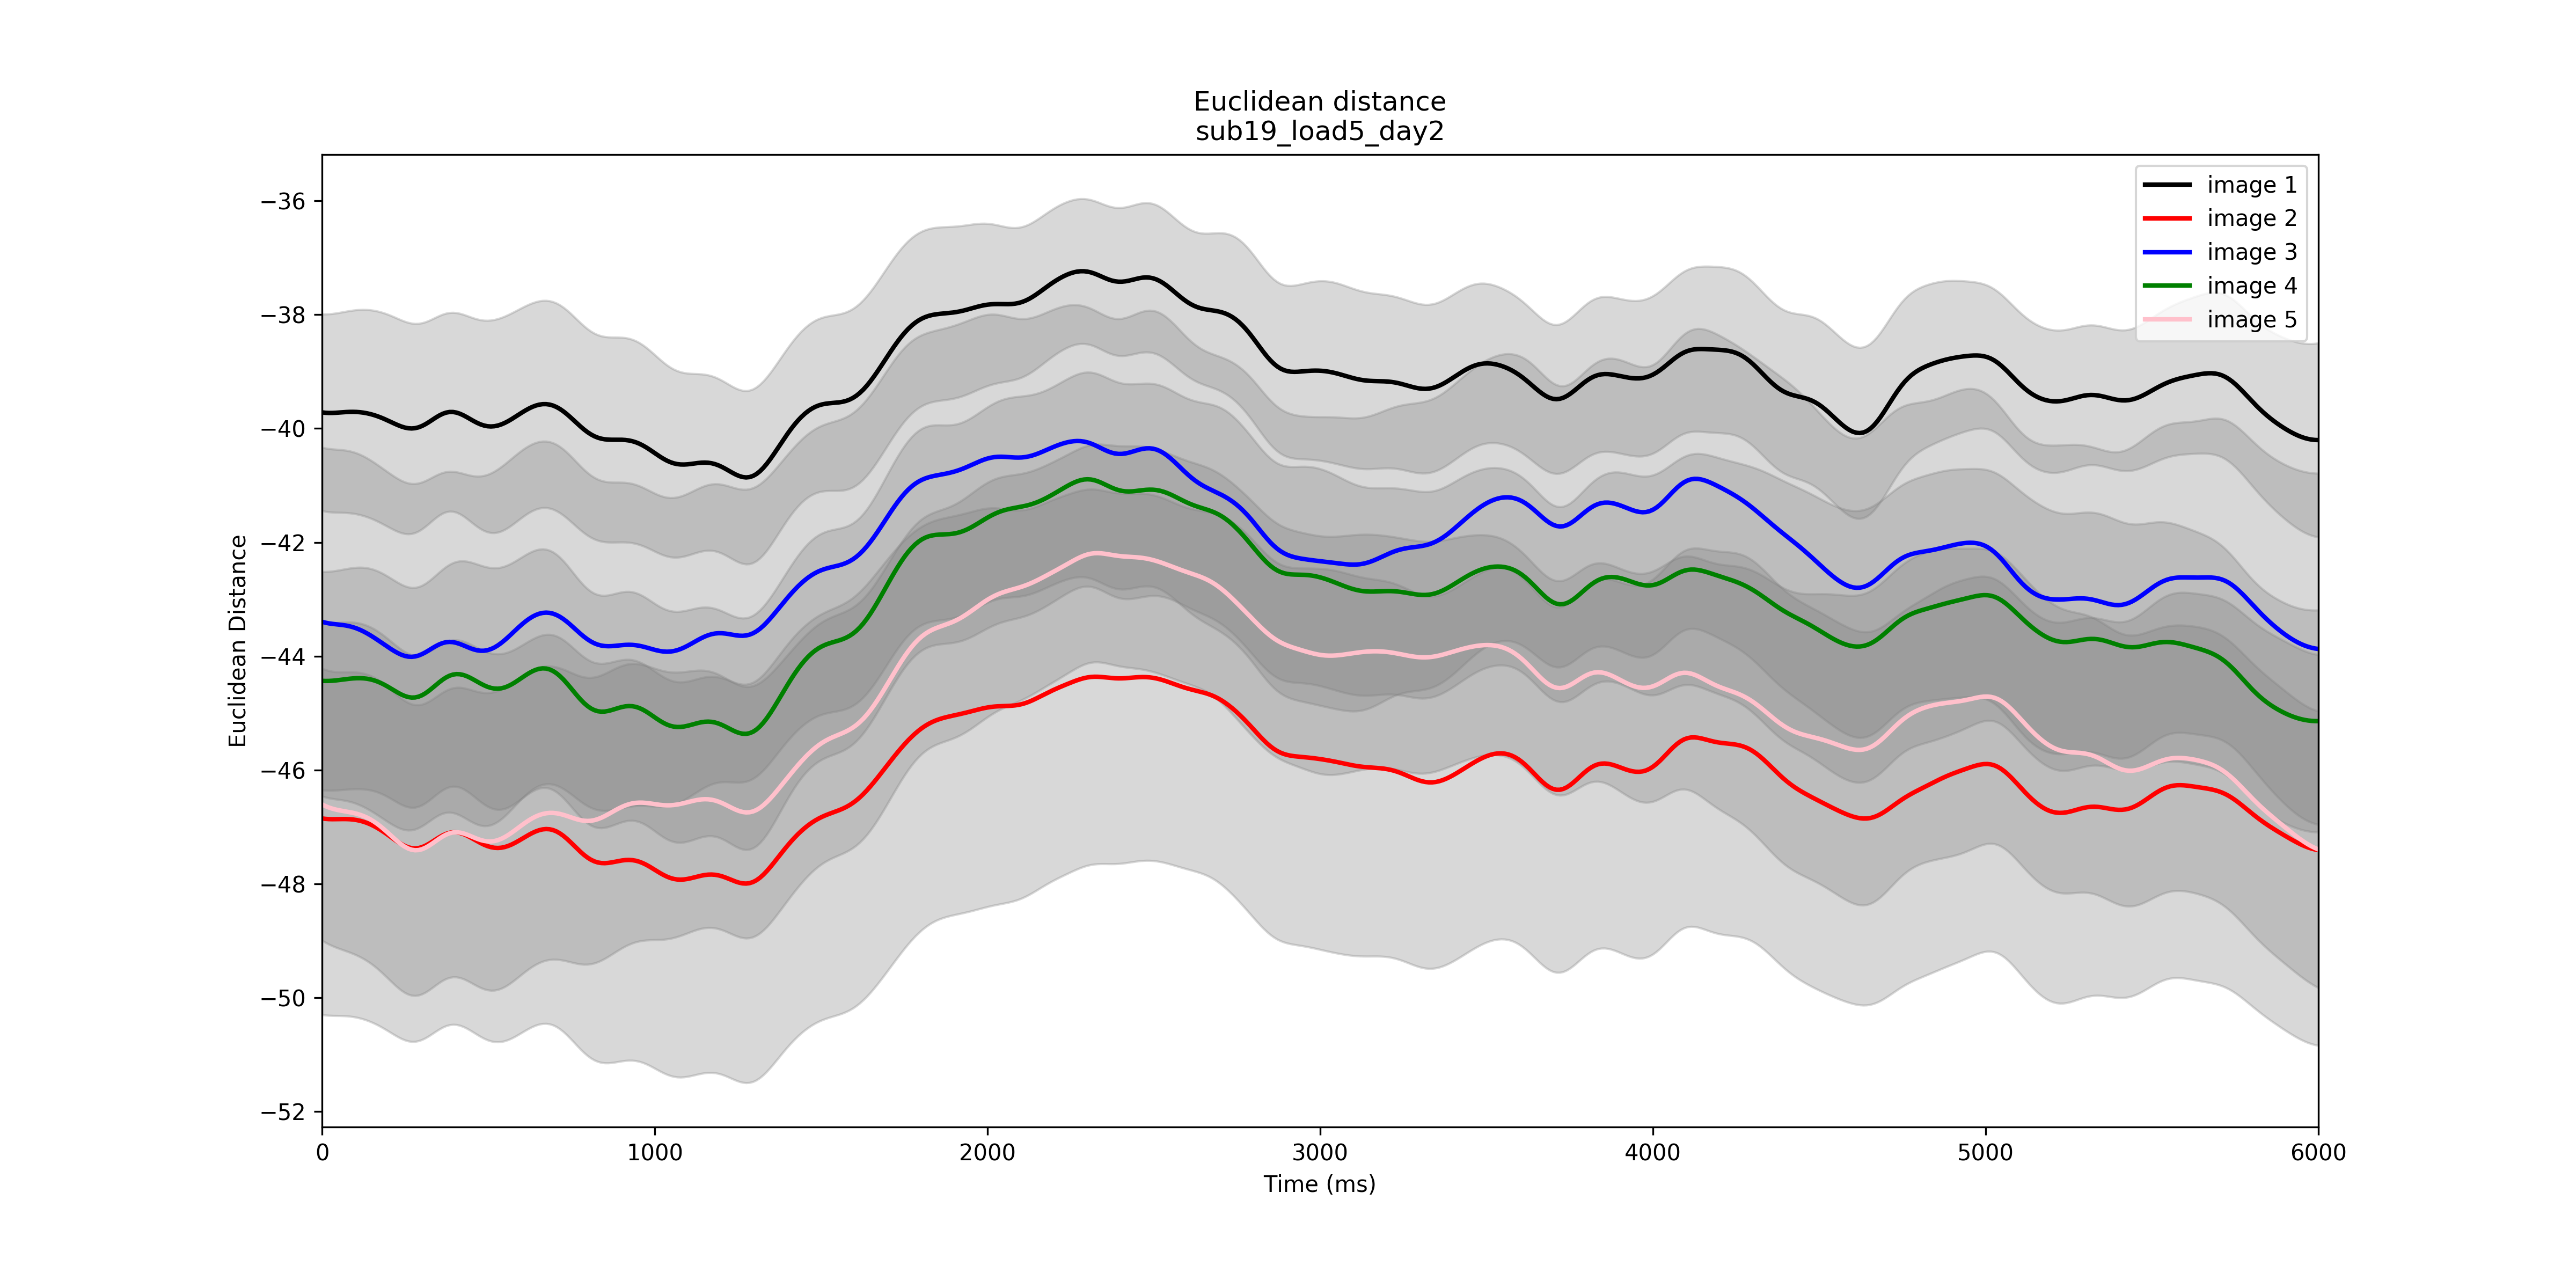 Euclidean distance
sub19_load5_day2
image 1
image 2
image 3
image 4
image 5
Euclidean Distance
−36
−38
−40
−42
−44
−46
−48
−50
−52
0 1000 2000 3000 4000 5000 6000
Time (ms)